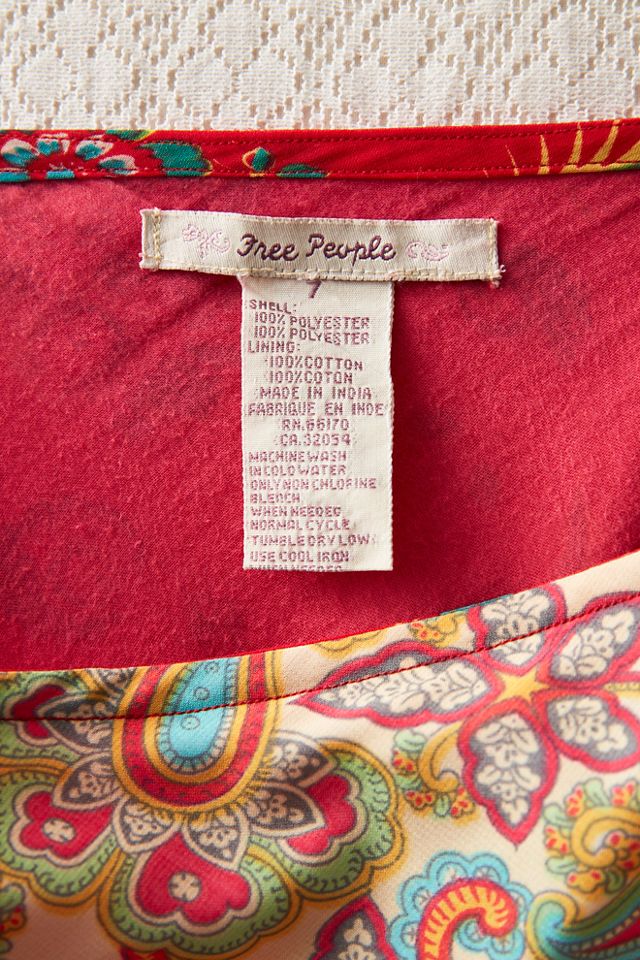 Free People
7
SHELL:
100% POLYESTER
100% POLYESTER
LINING:
100%COTTON
100%COTON
MADE IN INDIA
FABRIQUE EN INDE
RN.66170
CA.32054
MACHINE WASH
IN COLD WATER
ONLY NON CHLORINE
BLEACH
WHEN NEEDED
NORMAL CYCLE
TUMBLE DRY LOW
USE COOL IRON
WHEN NEEDED